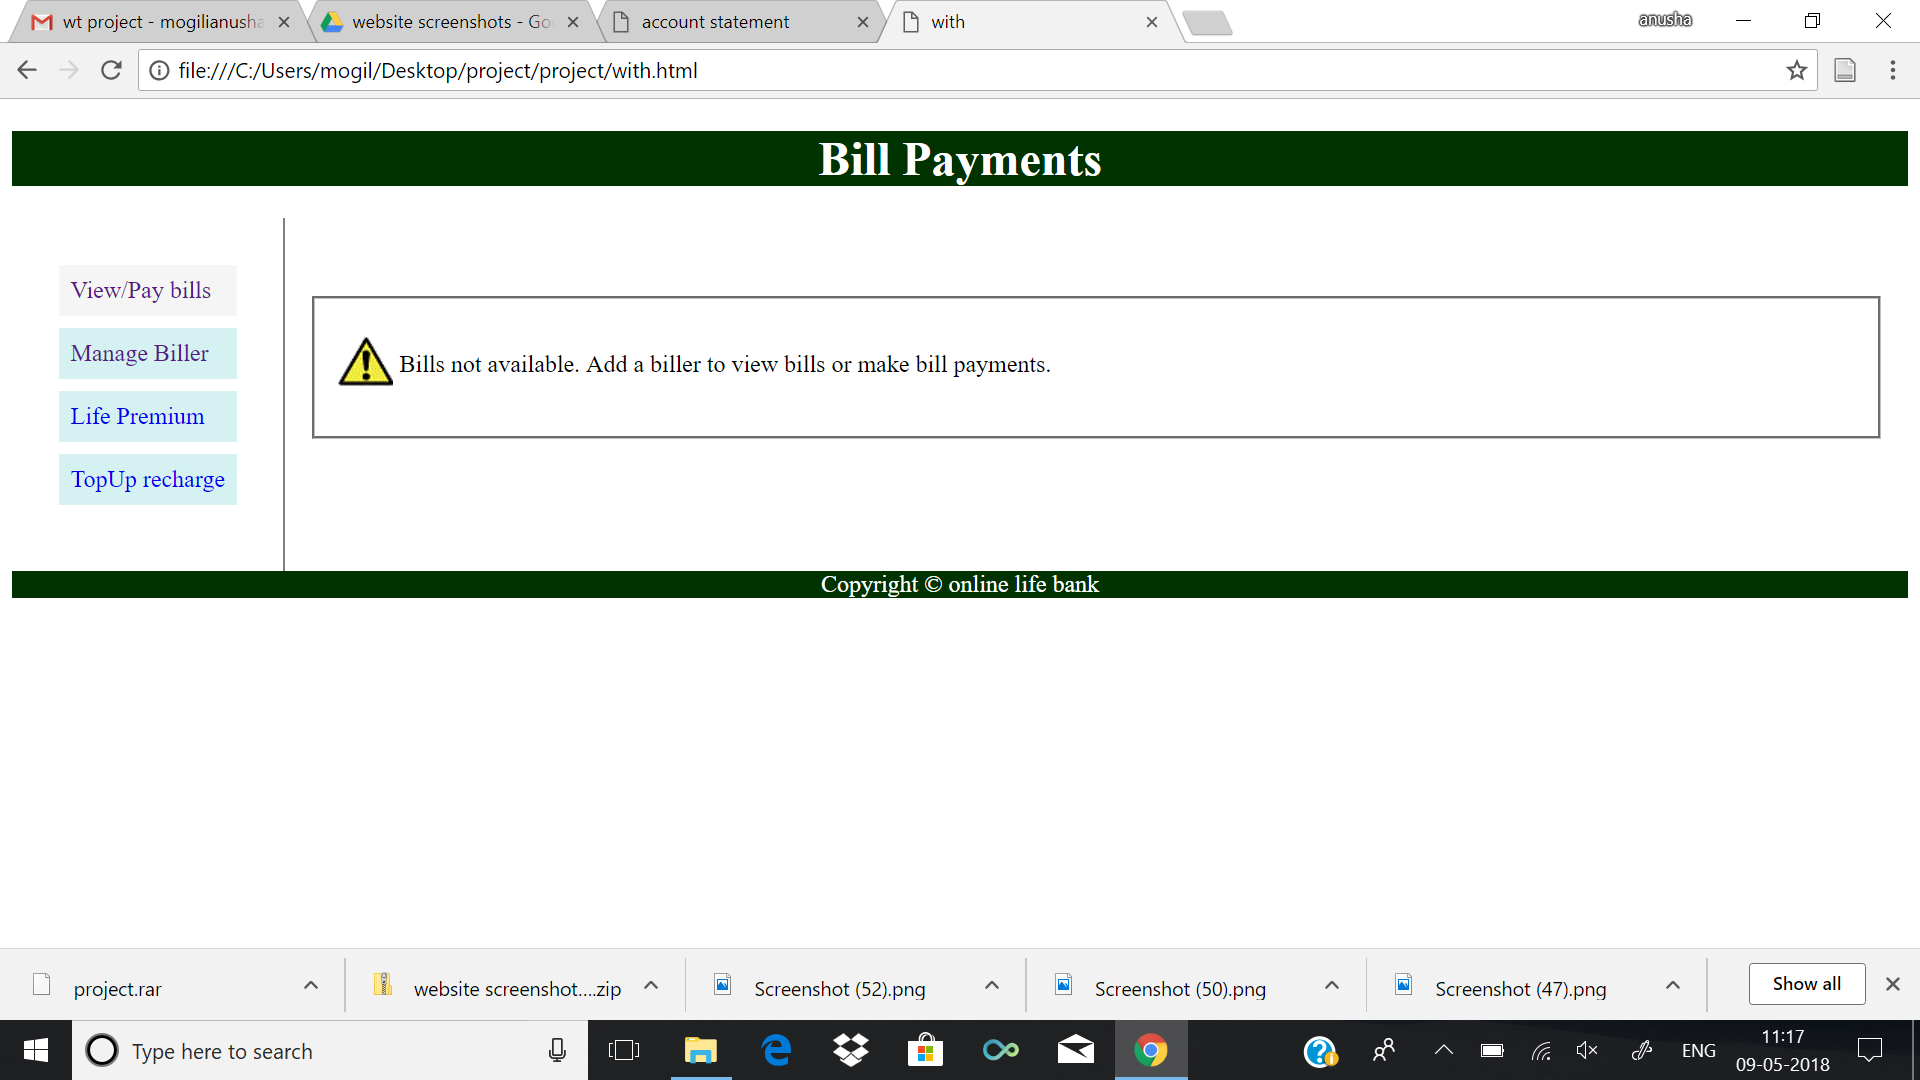 wt project - mogilianusha
website screenshots - Go
account statement
with
anusha
file:///C:/Users/mogil/Desktop/project/project/with.html
Bill Payments
View/Pay bills
Manage Biller
Life Premium
TopUp recharge
Bills not available. Add a biller to view bills or make bill payments.
Copyright © online life bank
project.rar
website screenshot....zip
Screenshot (52).png
Screenshot (50).png
Screenshot (47).png
Show all
Type here to search
ENG
11:17
09-05-2018